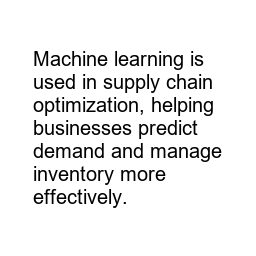 Machine learning is
used in supply chain
optimization, helping
businesses predict
demand and manage
inventory more
effectively.